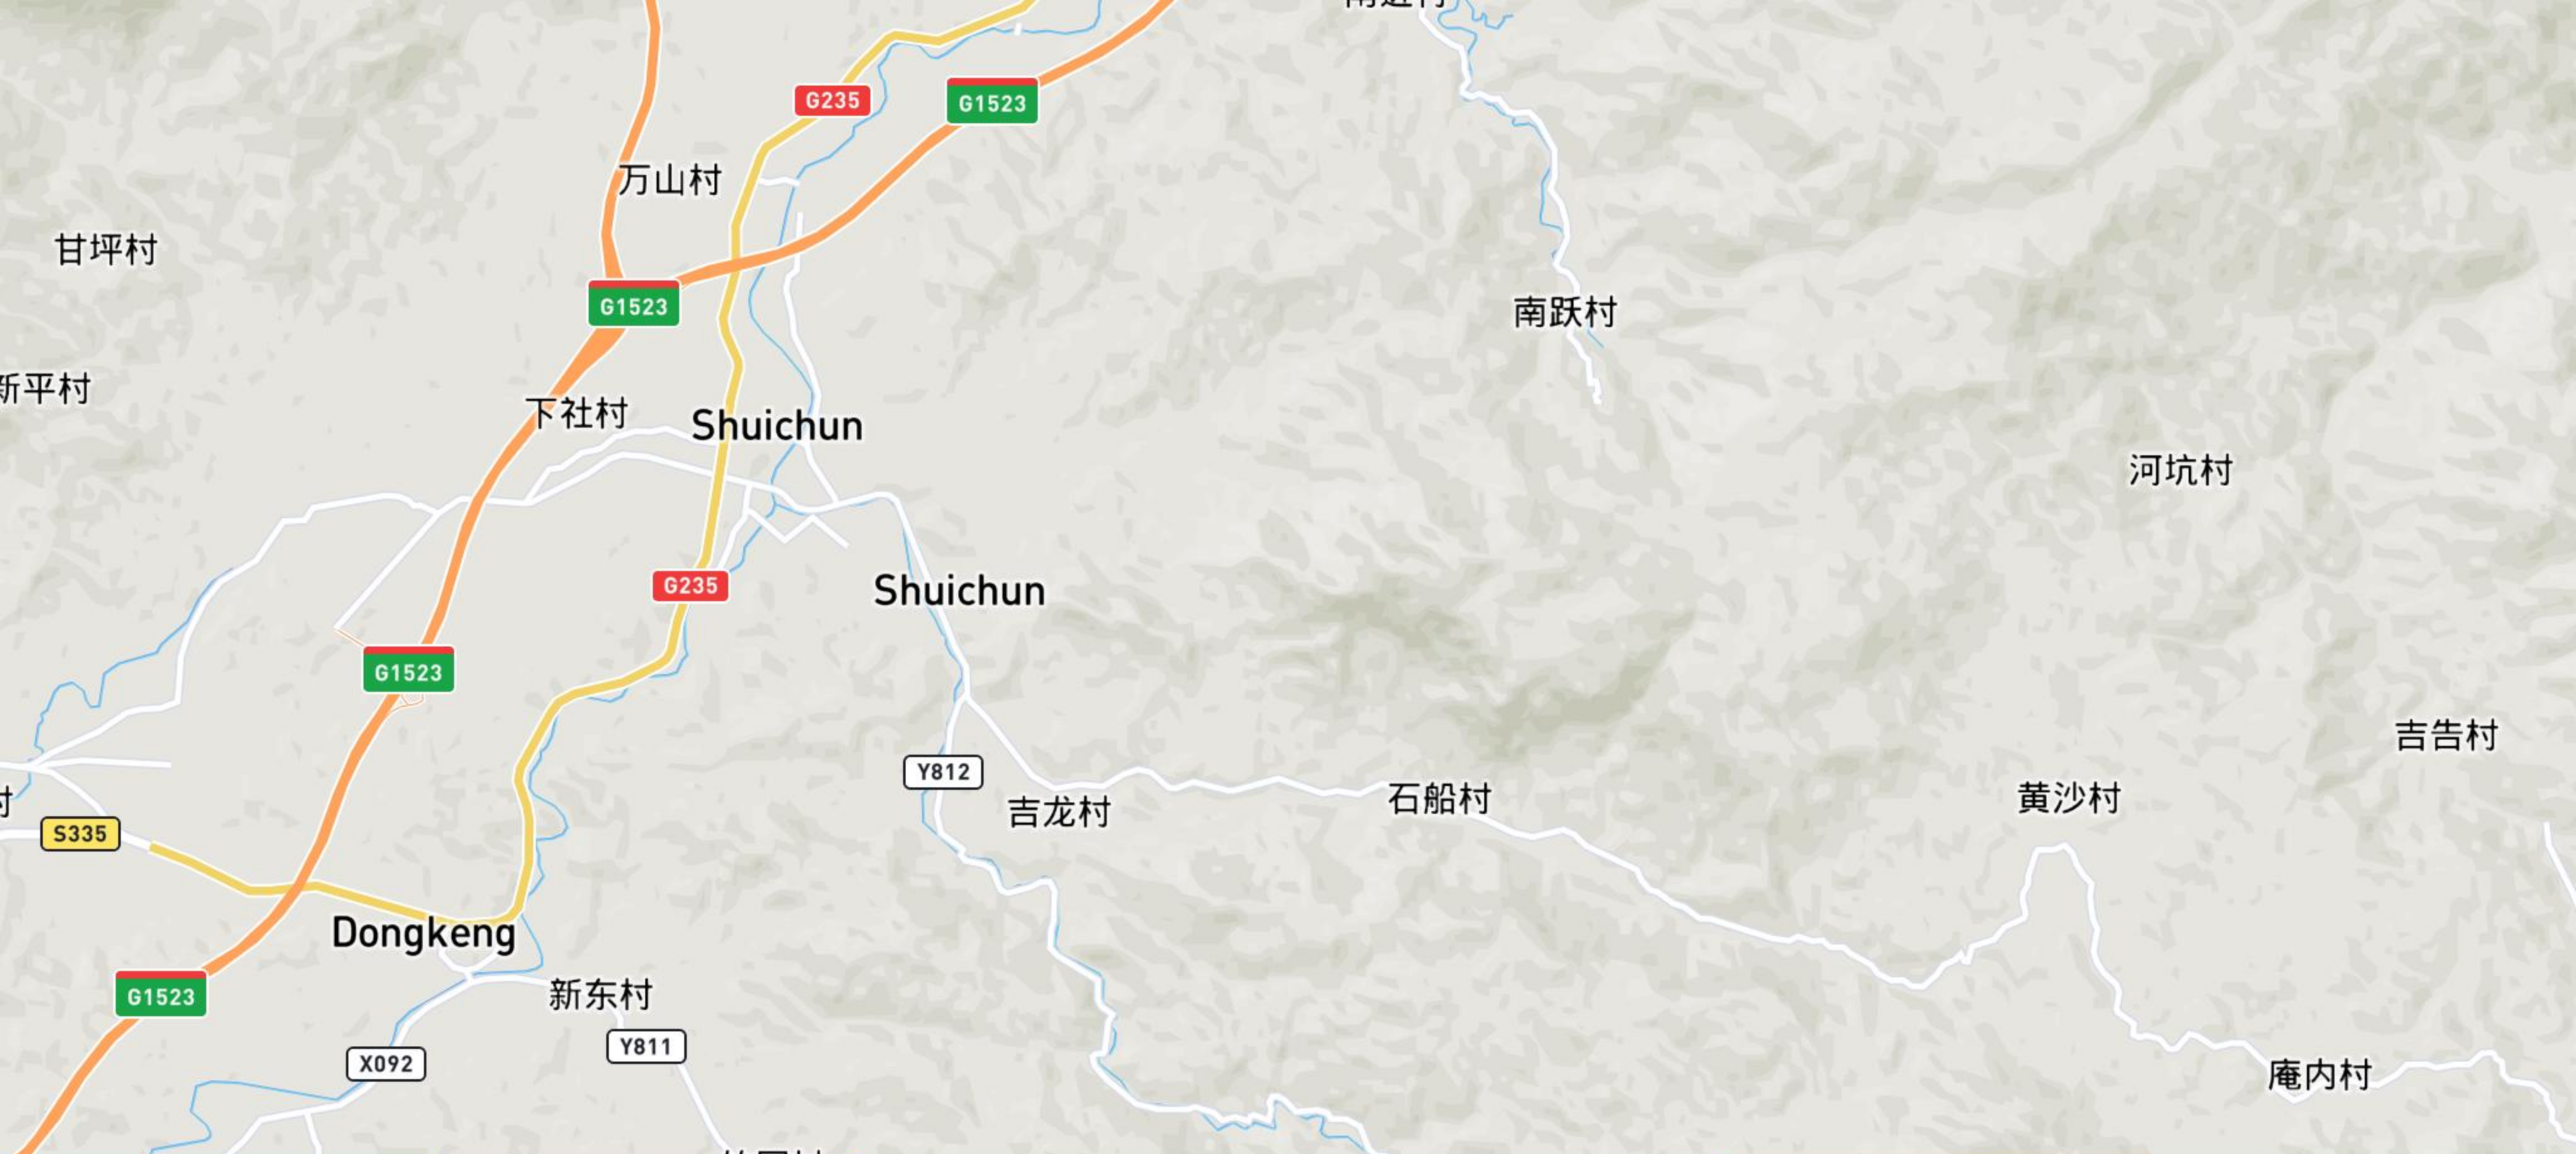 G235
G1523
万山村
甘坪村
G1523
南跃村
新平村
下社村
Shuichun
河坑村
G235
Shuichun
G1523
吉告村
Y812
石船村
黄沙村
吉龙村
S335
Dongkeng
G1523
新东村
Y811
X092
庵内村